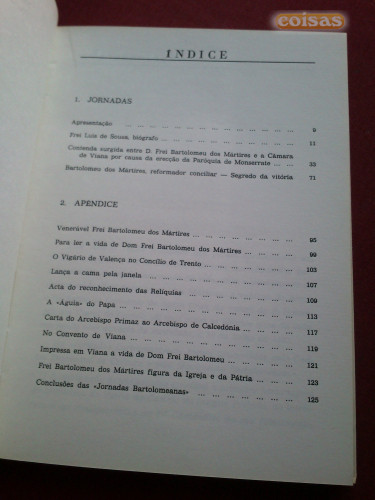 coisas
INDICE
1. JORNADAS
Apresentação ... ... ... ... ... ... ... ... ... 9
Frei Luis de Sousa, biógrafo ... ... ... ... ... ... ... 11
Contenda surgida entre D. Frei Bartolomeu dos Mártires e a Câmara
de Viana por causa da erecção da Paróquia de Monserrate ... ... 33
Bartolomeu dos Mártires, reformador conciliar — Segredo da vitória 71
2. APENDICE
Venerável Frei Bartolomeu dos Mártires ... ... ... ... ... ... 95
Para ler a vida de Dom Frei Bartolomeu dos Mártires ... ... ... 99
O Vigário de Valença no Concílio de Trento ... ... ... ... ... 103
Lança a cama pela janela ... ... ... ... ... ... ... 107
Acta de reconhecimento das Relíquias ... ... ... ... ... ... 109
A «Águia» do Papa ... ... ... ... ... ... ... ... 113
Carta do Arcebispo Primaz ao Arcebispo de Calcedónia ... ... ... 117
No Convento de Viana ... ... ... ... ... ... ... ... 119
Impressa em Viana a vida de Dom Frei Bartolomeu ... ... ... ... 121
Frei Bartolomeu dos Mártires figura da Igreja e da Pátria ... ... 123
Conclusões das «Jornadas Bartolomeanas» ... ... ... ... ... 125